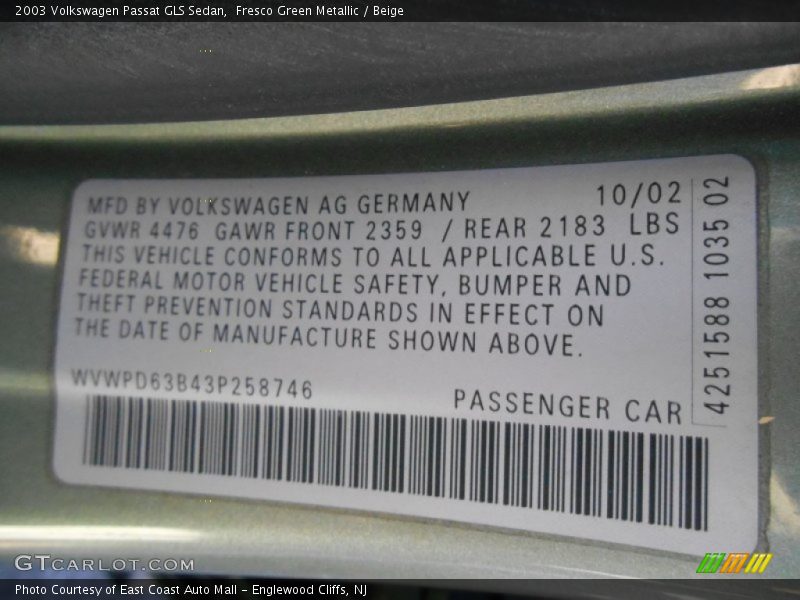 2003 Volkswagen Passat GLS Sedan,  Fresco Green Metallic / Beige
MFD BY VOLKSWAGEN AG GERMANY 10/02
GVWR 4476 GAWR FRONT 2359 / REAR 2183 LBS
THIS VEHICLE CONFORMS TO ALL APPLICABLE U.S.
FEDERAL MOTOR VEHICLE SAFETY, BUMPER AND
THEFT PREVENTION STANDARDS IN EFFECT ON
THE DATE OF MANUFACTURE SHOWN ABOVE.
WVWPD63B43P258746 PASSENGER CAR
4251588 1035 02
GTCARLOT.COM
Photo Courtesy of East Coast Auto Mall - Englewood Cliffs, NJ